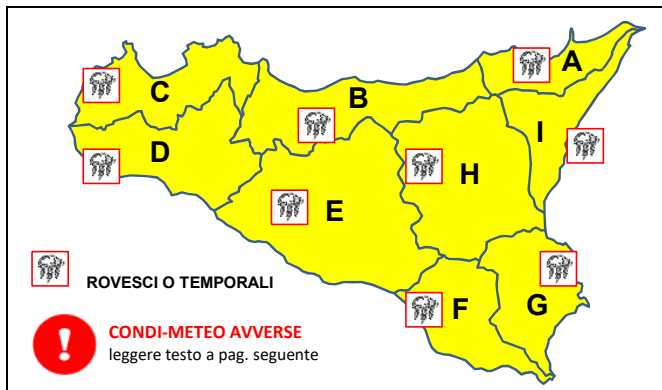 A
C
B
I
D
H
E
ROVESCI O TEMPORALI
F
G
CONDI-METEO AVVERSE
leggere testo a pag. seguente